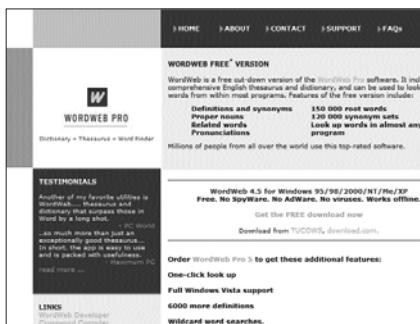 HOME ABOUT CONTACT SUPPORT FAQs
WORDWEB FREE* VERSION
WordWeb is a free cut-down version of the WordWeb Pro software. It incl
comprehensive English thesaurus and dictionary, and can be used to look
words from within most programs. Features of the free version include:
Definitions and synonyms 150 000 root words
Proper nouns 120 000 synonym sets
Related words Look up words in almost any
Pronunciations program
Millions of people from all over the world use this top-rated software.
W
WORDWEB PRO
Dictionary + Thesaurus + Word Finder
TESTIMONIALS
Another of my favorite utilities is
WordWeb.... thesaurus and
dictionary that surpass those in
Word by a long shot.
- PC World
..so much more than just an
exceptionally good thesaurus...
In short, the app is easy to use
and is packed with usefulness.
- Maximum PC
read more ...
LINKS
WordWeb Developer
Crossword Compiler
WordWeb 4.5 for Windows 95/98/2000/NT/Me/XP
Free. No SpyWare. No AdWare. No viruses. Works offline.
Get the FREE download now
Download from TUCOWS, download.com.
Order WordWeb Pro 5 to get these additional features:
One-click look up
Full Windows Vista support
6000 more definitions
Wildcard word searches.